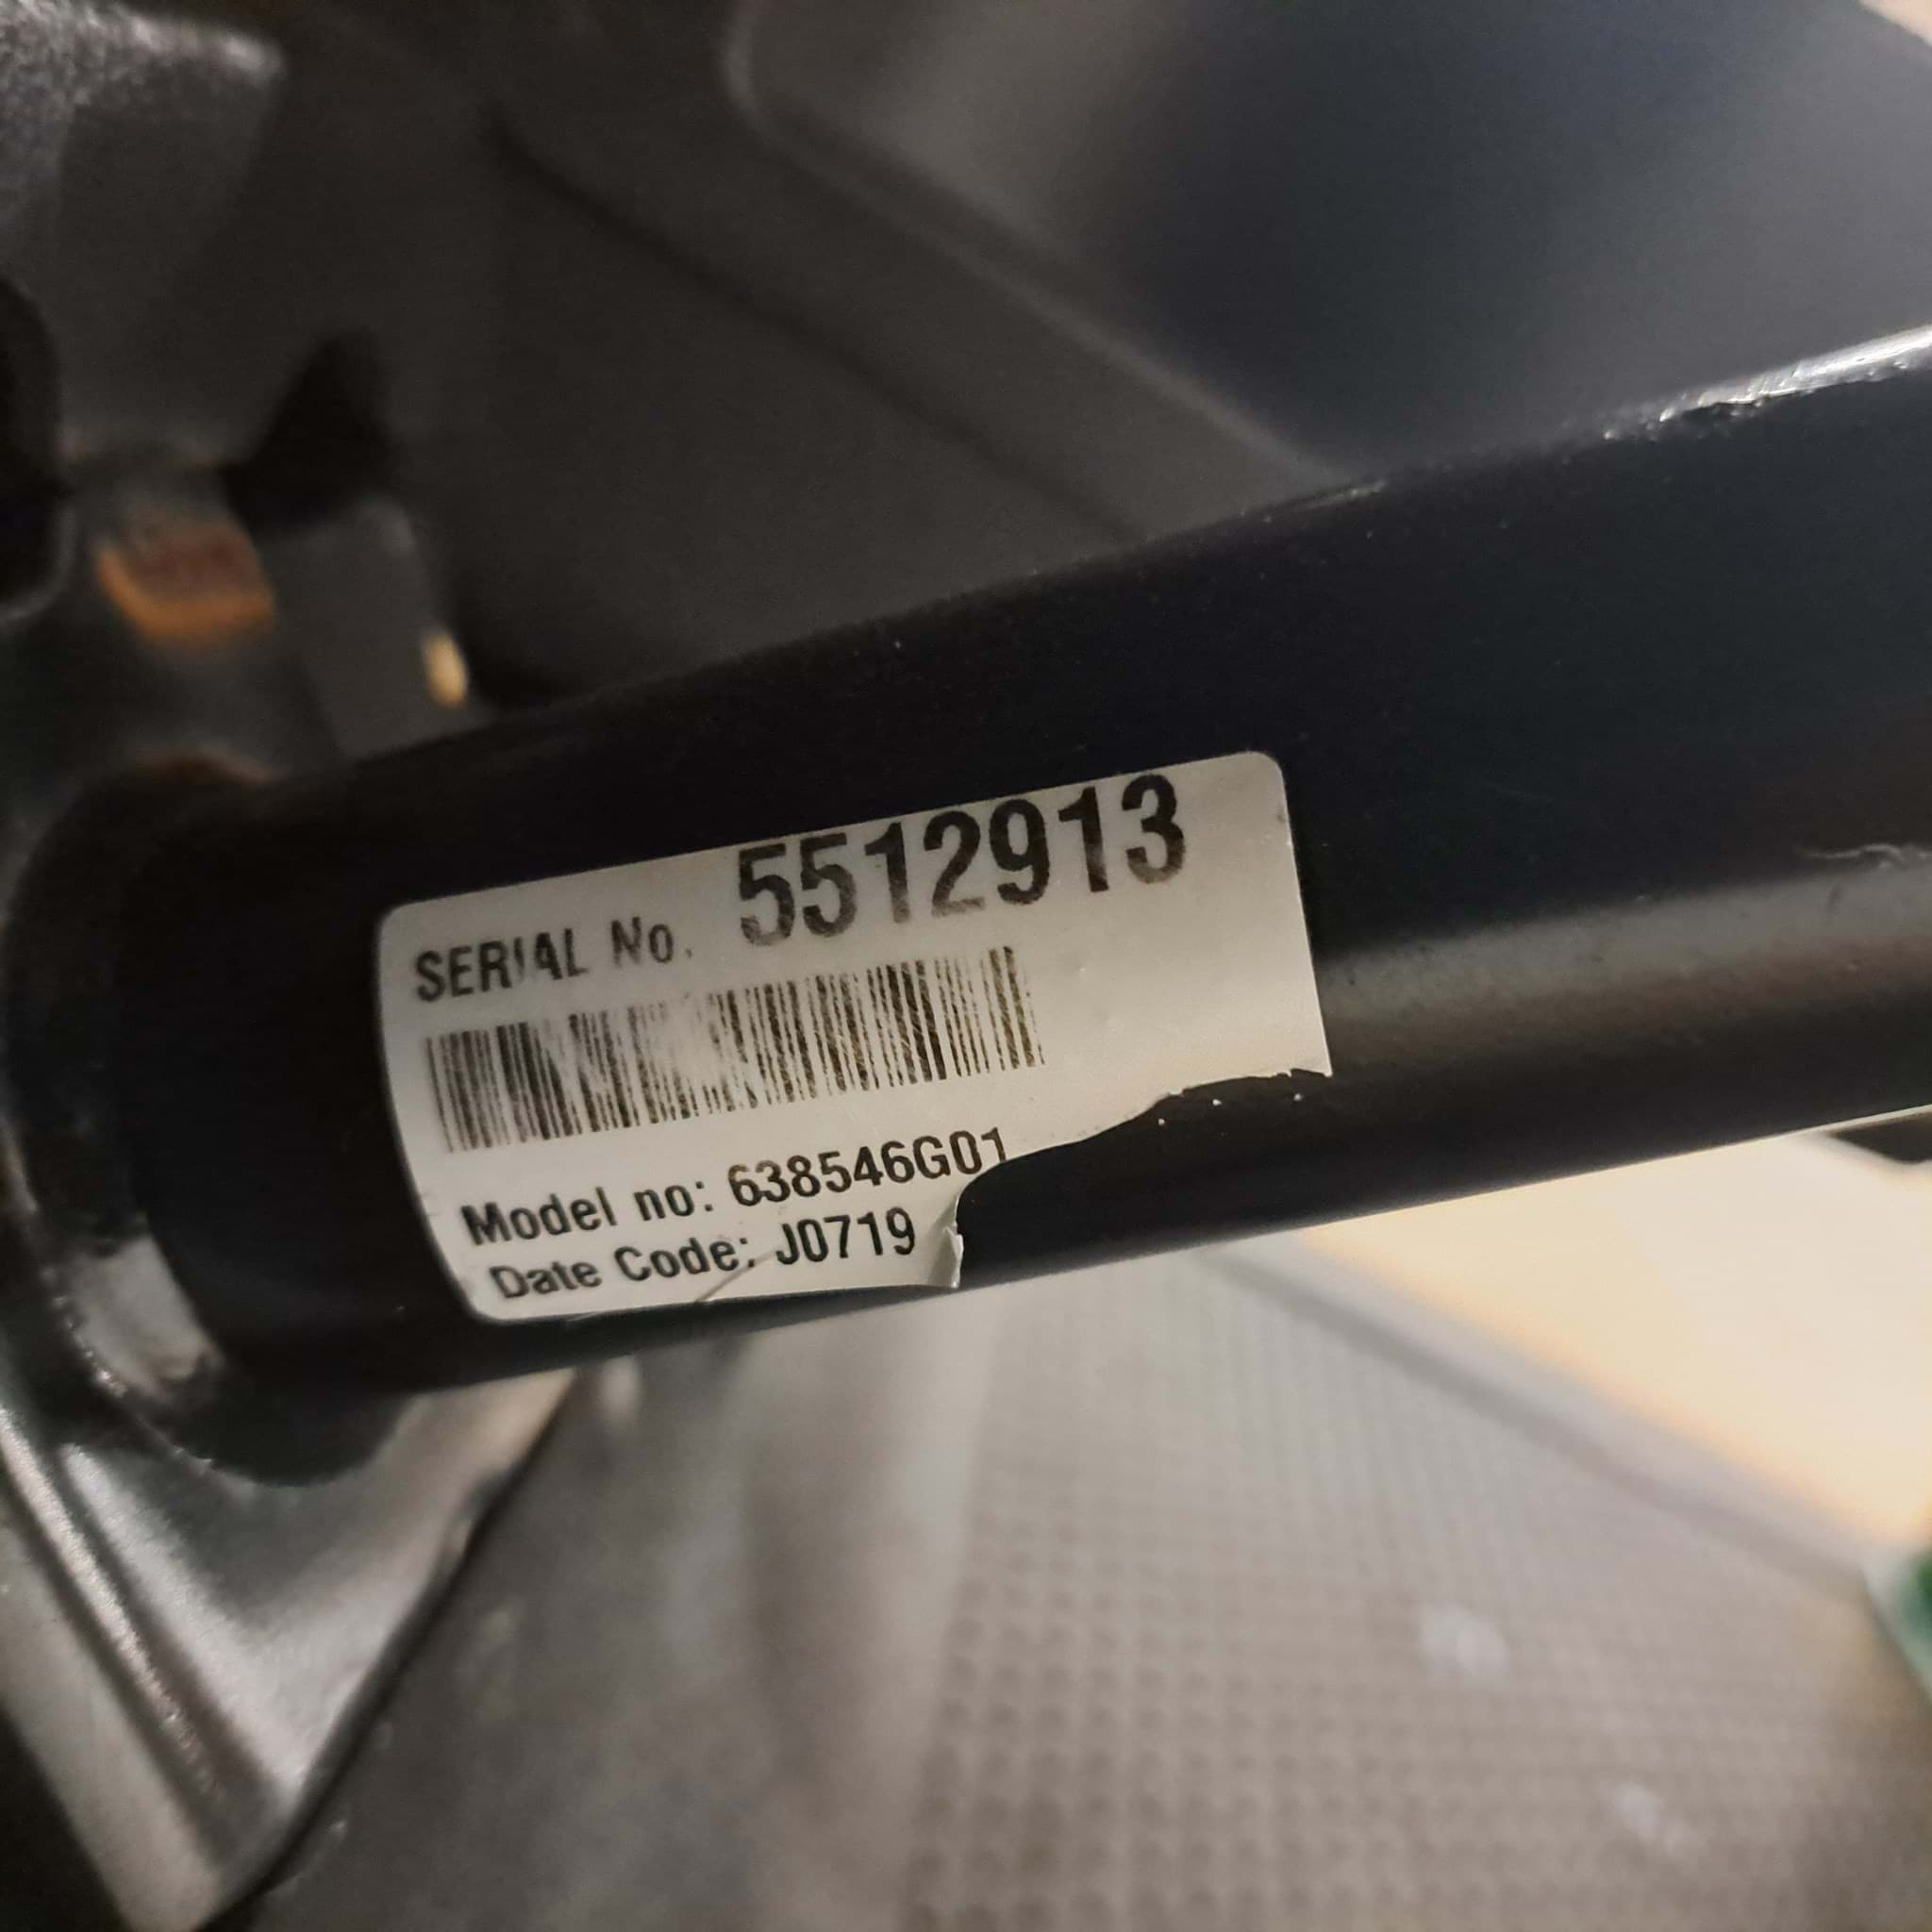 SERIAL No. 5512913
Model no: 638546G01
Date Code: J0719